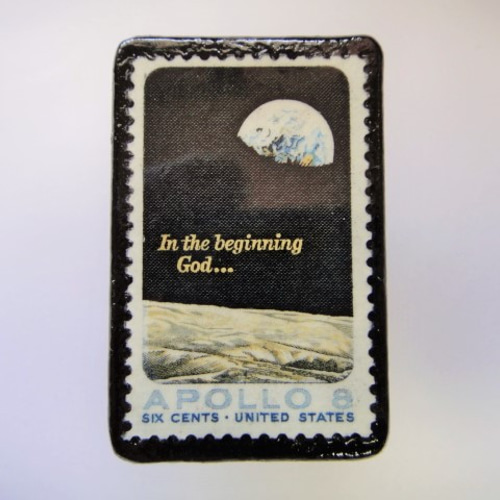 In the beginning
God...
APOLLO 8
SIX CENTS · UNITED STATES